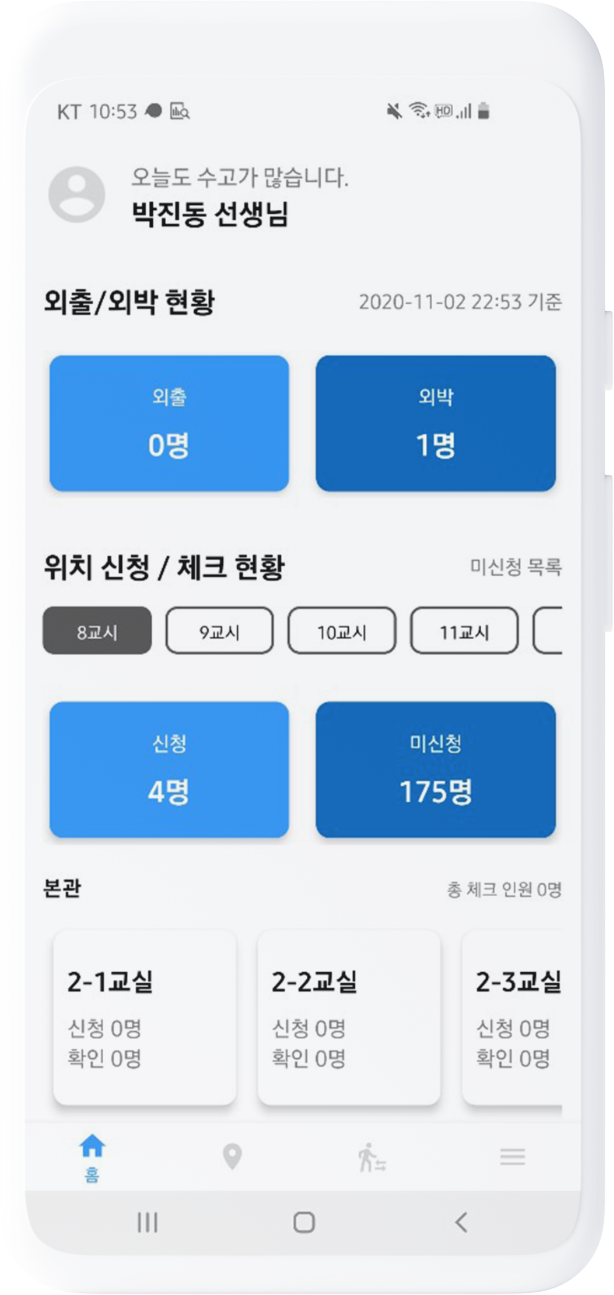 KT 10:53 HD
오늘도 수고가 많습니다.
박진동 선생님
외출/외박 현황 2020-11-02 22:53 기준
외출 외박
0명 1명
위치 신청 / 체크 현황 미신청 목록
8교시 9교시 10교시 11교시
신청 미신청
4명 175명
본관 총 체크 인원 0명
2-1교실 2-2교실 2-3교실
신청 0명 신청 0명 신청 0명
확인 0명 확인 0명 확인 0명
홈